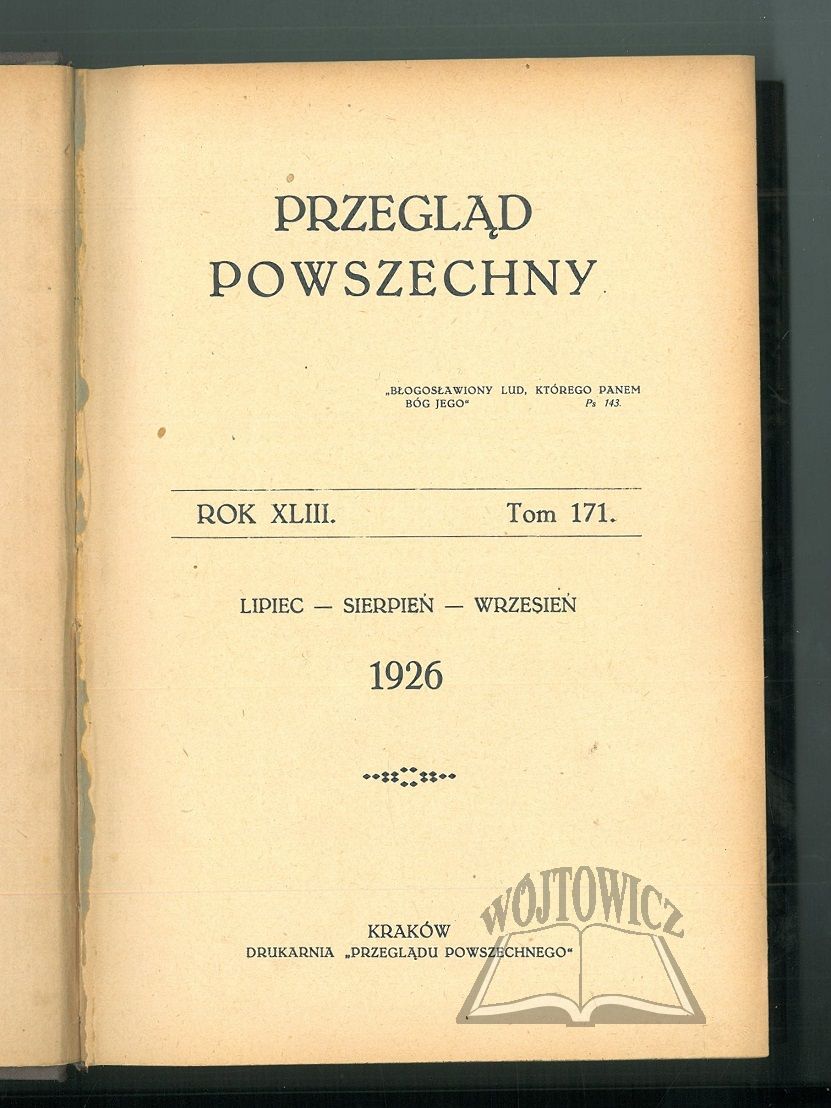 PRZEGLĄD
POWSZECHNY
„BŁOGOSŁAWIONY LUD, KTÓREGO PANEM
BÓG JEGO“ Ps 143.
ROK XLIII. Tom 171.
LIPIEC — SIERPIEŃ — WRZESIEŃ
1926
KRAKÓW
DRUKARNIA „PRZEGLĄDU POWSZECHNEGO“
WÓJTOWICZ